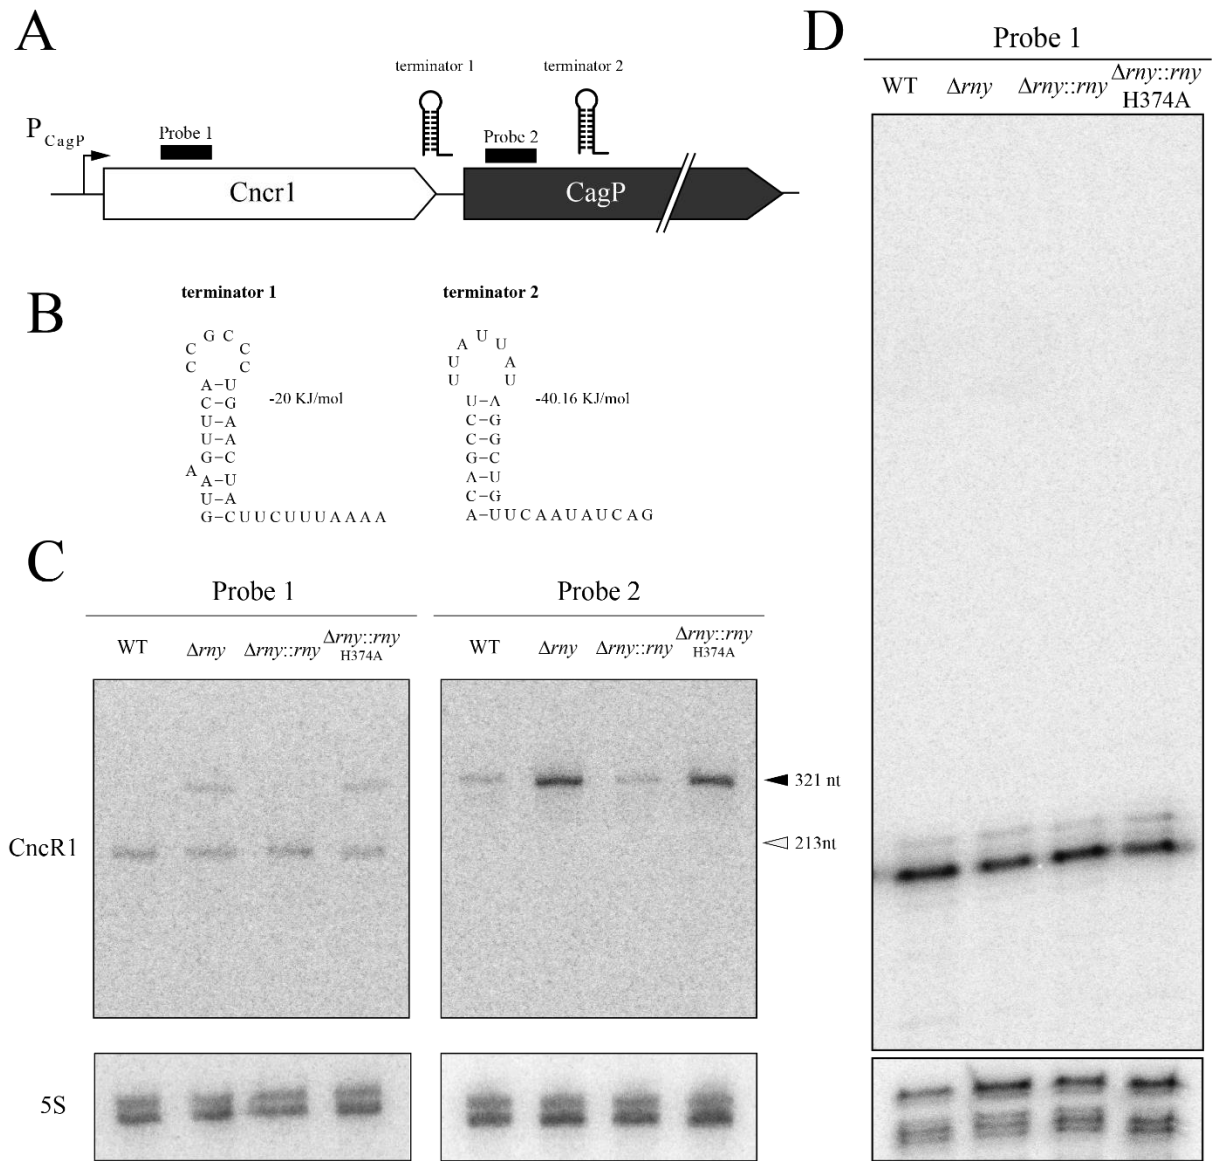 A
terminator 1
terminator 2
P CagP
Probe 1
Probe 2
Cncr1
CagP
B
terminator 1
terminator 2
G C
C C
C C
A–U
C–G
U–A
U–A
G–C
A
A–U
U–A
G–C U U C U U U A A A A
-20 KJ/mol
U
A U
U A
U U
U–A
C–G
C–G
G–C
A–U
C–G
A–U U C A A U A U C A G
-40.16 KJ/mol
C
Probe 1
Probe 2
WT Δrny Δrny::rny Δrny::rny H374A
WT Δrny Δrny::rny Δrny::rny H374A
321 nt
CncR1
213nt
5S
D
Probe 1
WT Δrny Δrny::rny Δrny::rny H374A